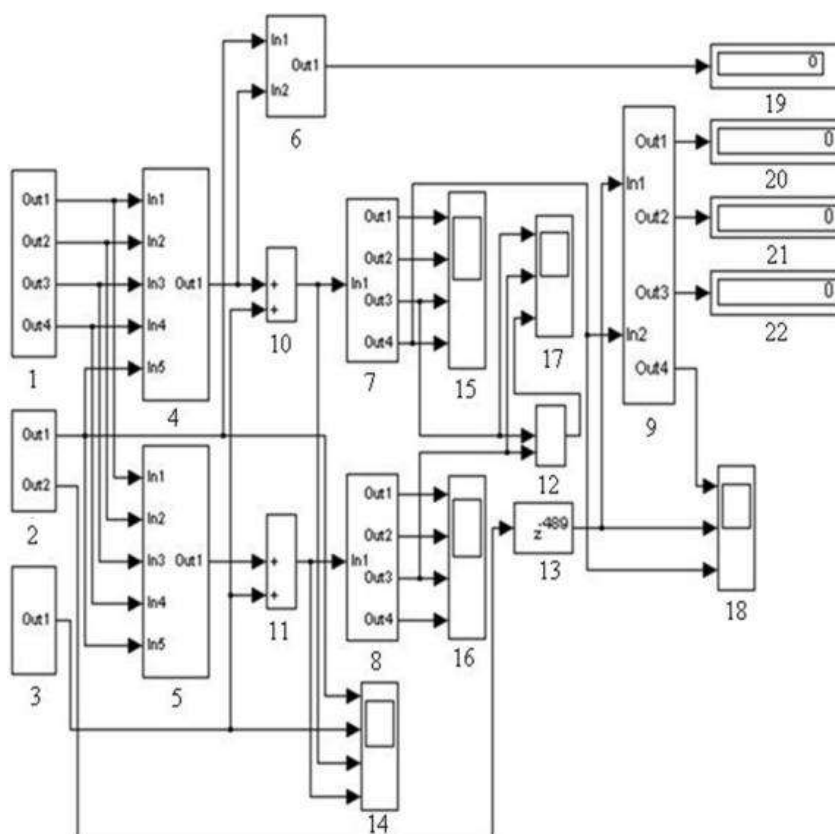 In1
Out1
In2
6
0
19
Out1
Out2
Out3
Out4
1
In1
In2
In3
Out1
In4
In5
4
+
+
10
Out1
Out2
In1
Out3
Out4
7
15
17
Out1
In1
Out2
Out3
In2
Out4
9
0
20
0
21
0
22
Out1
Out2
2
In1
In2
In3
Out1
In4
In5
5
+
+
11
Out1
Out2
In1
Out3
Out4
8
16
12
z-489
13
18
Out1
3
14